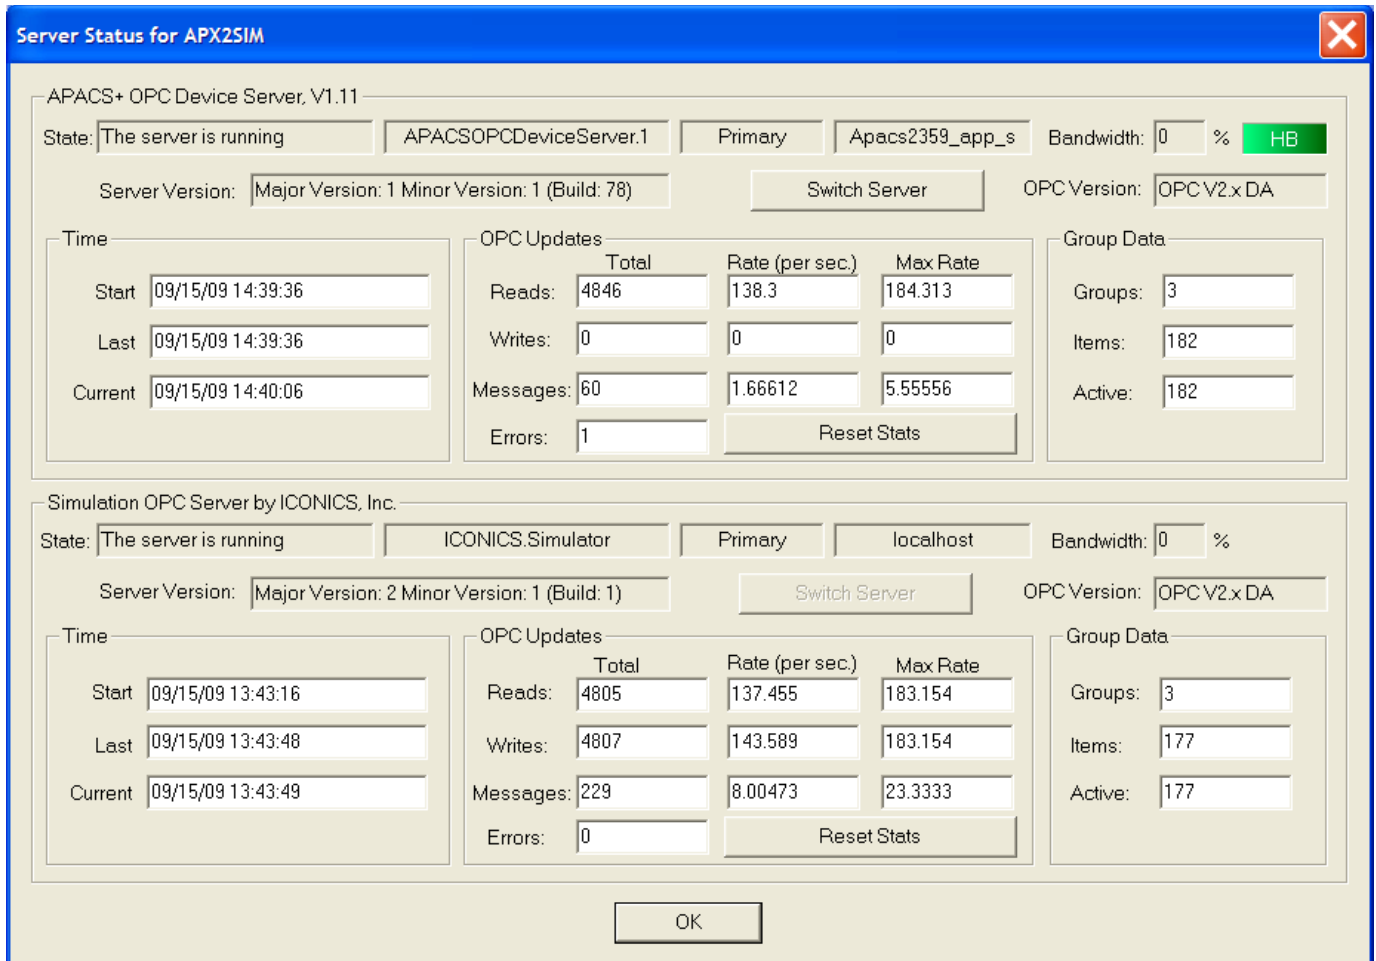 Server Status for APX2SIM
APACS+ OPC Device Server, V1.11
State: The server is running APACSOPCDeviceServer.1 Primary Apacs2359_app_s Bandwidth: 0 % HB
Server Version: Major Version: 1 Minor Version: 1 (Build: 78) Switch Server OPC Version: OPC V2.x DA
Time OPC Updates Group Data
Total Rate (per sec.) Max Rate
Start 09/15/09 14:39:36 Reads: 4846 138.3 184.313 Groups: 3
Last 09/15/09 14:39:36 Writes: 0 0 0 Items: 182
Current 09/15/09 14:40:06 Messages: 60 1.66612 5.55556 Active: 182
Errors: 1 Reset Stats
Simulation OPC Server by ICONICS, Inc.
State: The server is running ICONICS.Simulator Primary localhost Bandwidth: 0 %
Server Version: Major Version: 2 Minor Version: 1 (Build: 1) Switch Server OPC Version: OPC V2.x DA
Time OPC Updates Group Data
Total Rate (per sec.) Max Rate
Start 09/15/09 13:43:16 Reads: 4805 137.455 183.154 Groups: 3
Last 09/15/09 13:43:48 Writes: 4807 143.589 183.154 Items: 177
Current 09/15/09 13:43:49 Messages: 229 8.00473 23.3333 Active: 177
Errors: 0 Reset Stats
OK